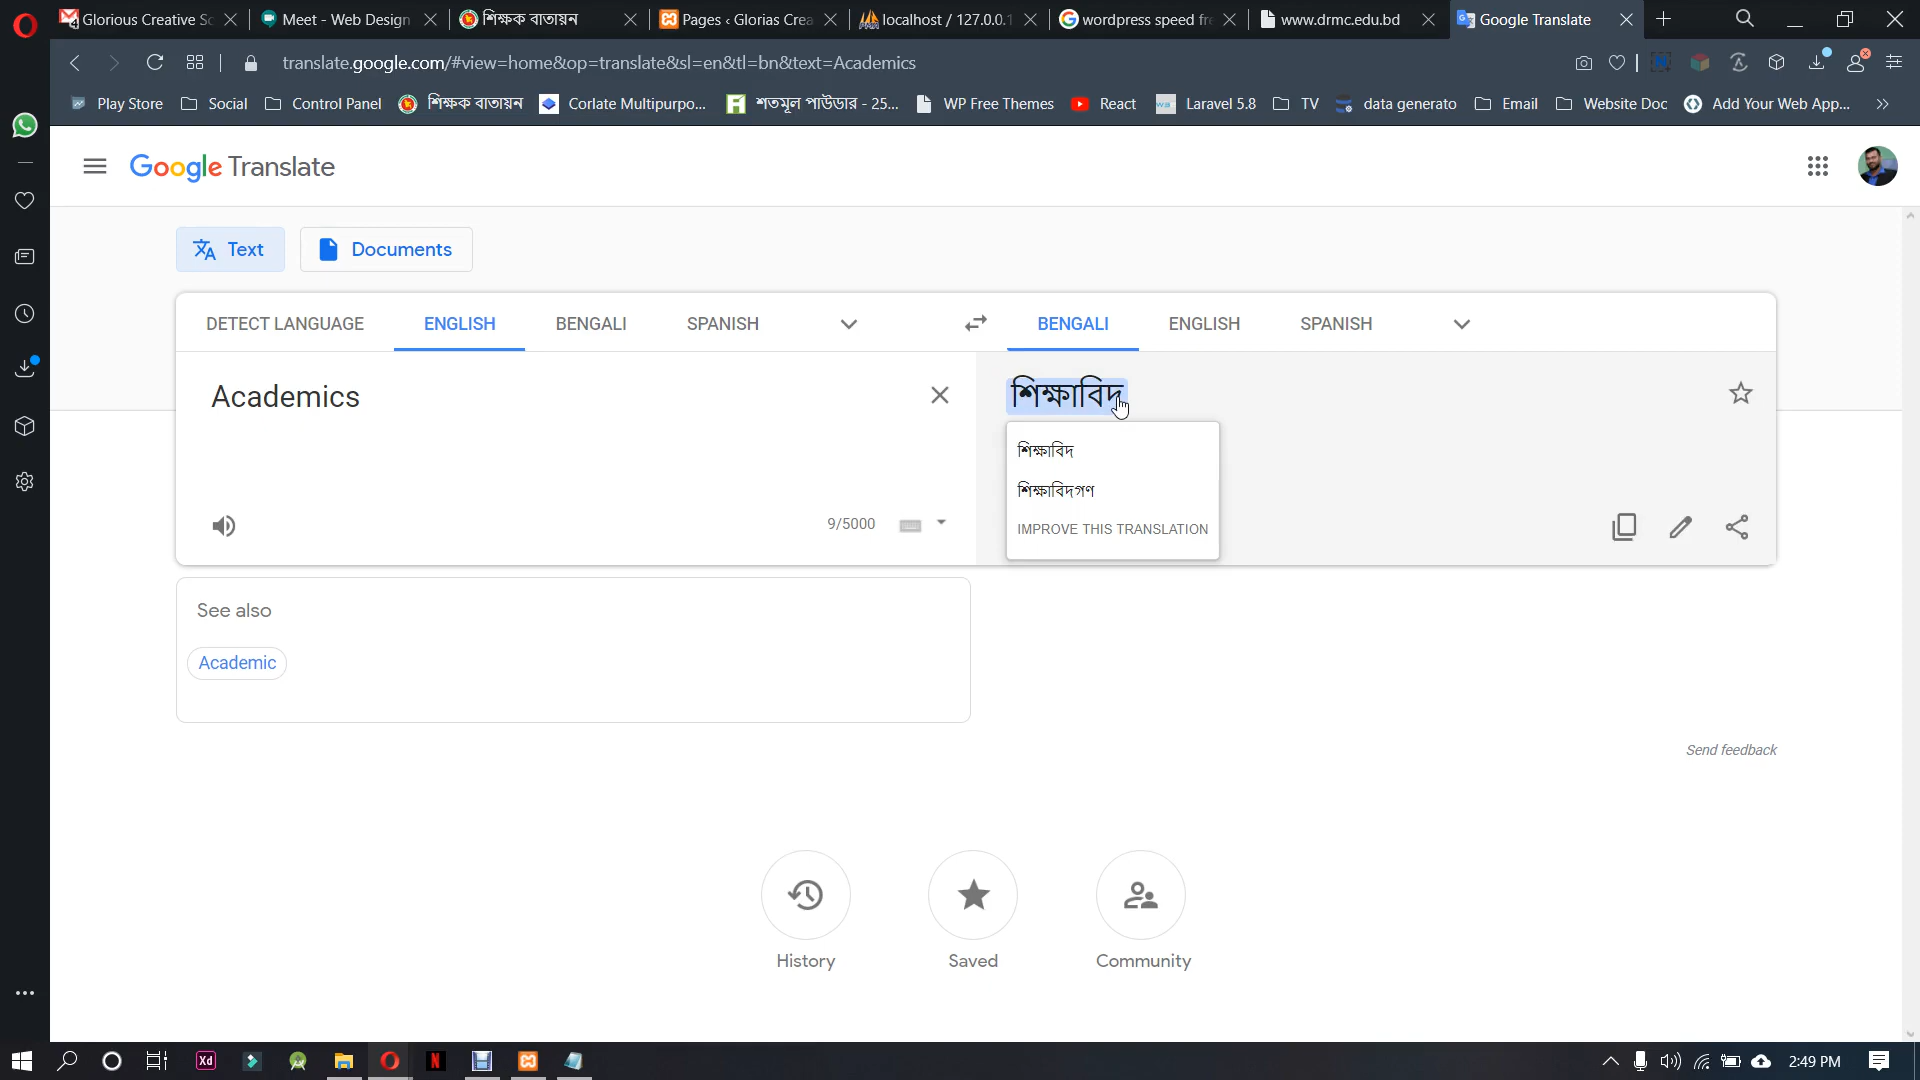 Glorious Creative Sc
Meet - Web Design
শিক্ষক বাতায়ন
Pages ‹ Glorias Crea
localhost / 127.0.0.1
wordpress speed fre
www.drmc.edu.bd
Google Translate
translate.google.com/#view=home&op=translate&sl=en&tl=bn&text=Academics
Play Store
Social
Control Panel
শিক্ষক বাতায়ন
Corlate Multipurpo...
শতমূল পাউডার - 25...
WP Free Themes
React
Laravel 5.8
TV
data generato
Email
Website Doc
Add Your Web App...
Google Translate
Text
Documents
DETECT LANGUAGE
ENGLISH
BENGALI
SPANISH
BENGALI
ENGLISH
SPANISH
Academics
শিক্ষাবিদ
শিক্ষাবিদ
শিক্ষাবিদগণ
IMPROVE THIS TRANSLATION
9/5000
See also
Academic
Send feedback
History
Saved
Community
Xd
N
2:49 PM